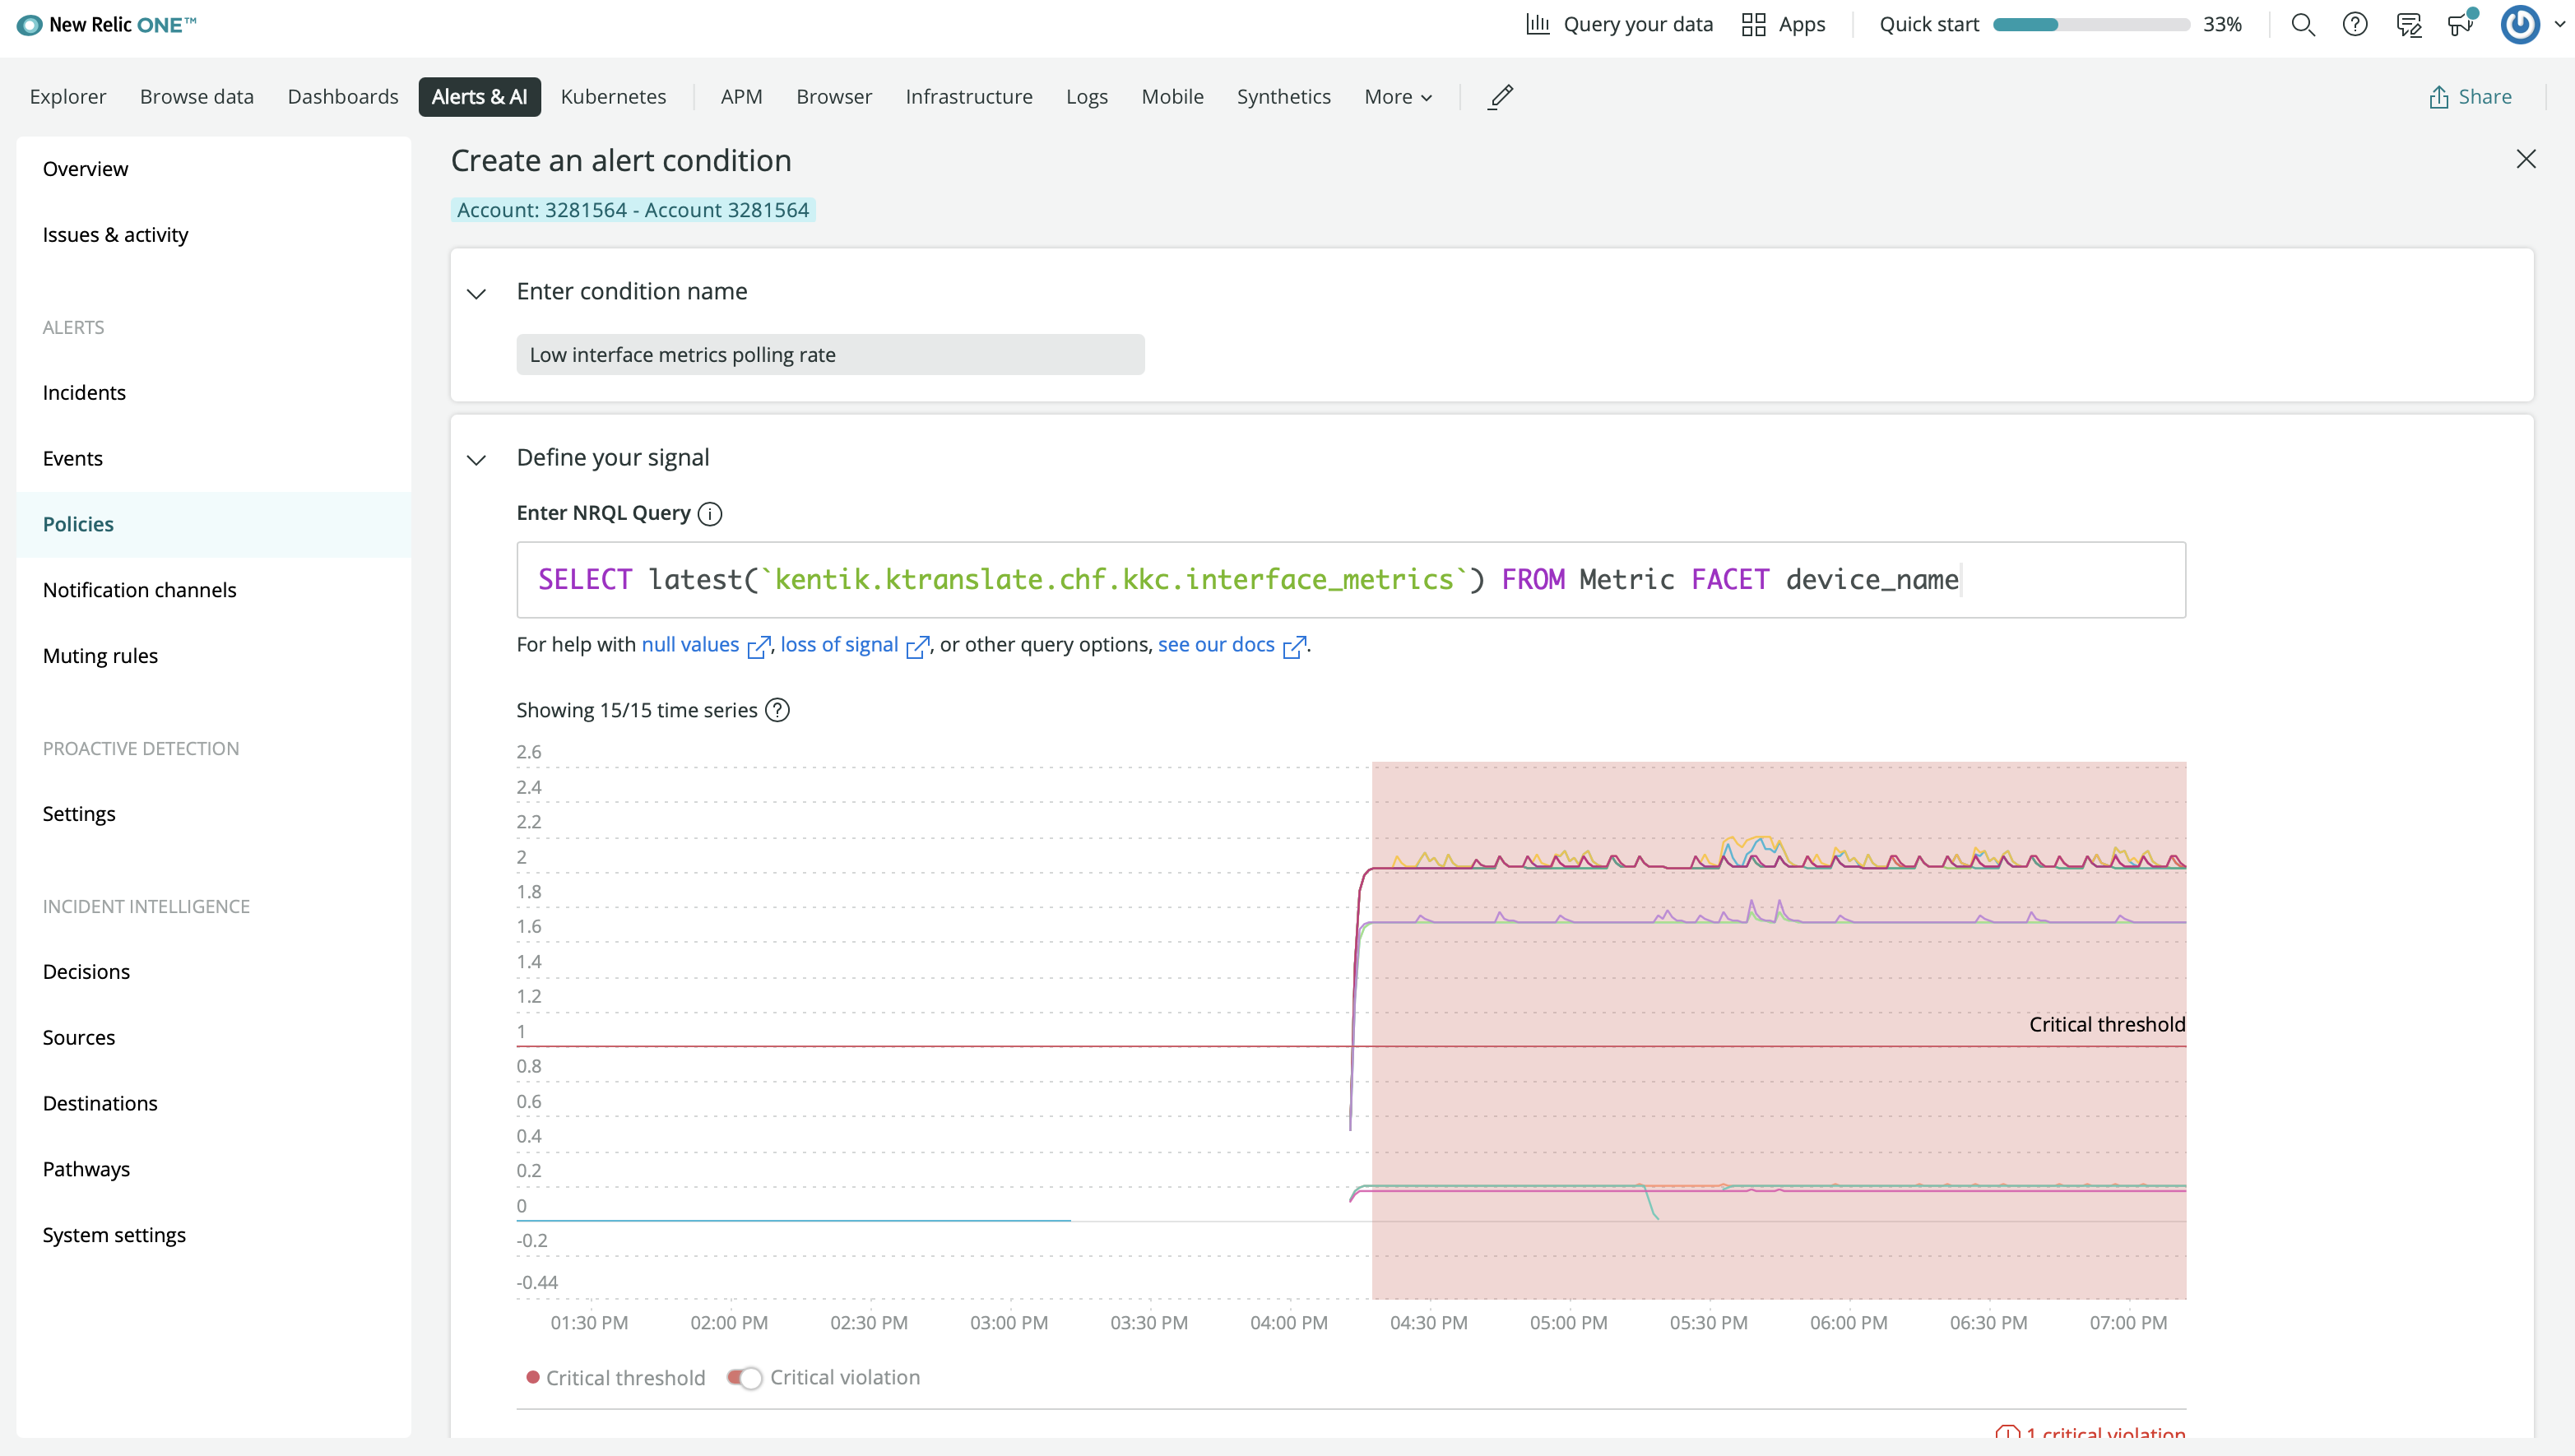 New Relic ONE™
Query your data
Apps
Quick start
33%
Explorer
Browse data
Dashboards
Alerts & AI
Kubernetes
APM
Browser
Infrastructure
Logs
Mobile
Synthetics
More
Share
Overview
Issues & activity
ALERTS
Incidents
Events
Policies
Notification channels
Muting rules
PROACTIVE DETECTION
Settings
INCIDENT INTELLIGENCE
Decisions
Sources
Destinations
Pathways
System settings
Create an alert condition
Account: 3281564 - Account 3281564
Enter condition name
Low interface metrics polling rate
Define your signal
Enter NRQL Query
SELECT latest(`kentik.ktranslate.chf.kkc.interface_metrics`) FROM Metric FACET device_name
For help with null values, loss of signal, or other query options, see our docs.
Showing 15/15 time series
2.6
2.4
2.2
2
1.8
1.6
1.4
1.2
1
0.8
0.6
0.4
0.2
0
-0.2
-0.44
Critical threshold
01:30 PM
02:00 PM
02:30 PM
03:00 PM
03:30 PM
04:00 PM
04:30 PM
05:00 PM
05:30 PM
06:00 PM
06:30 PM
07:00 PM
Critical threshold
Critical violation
1 critical violation